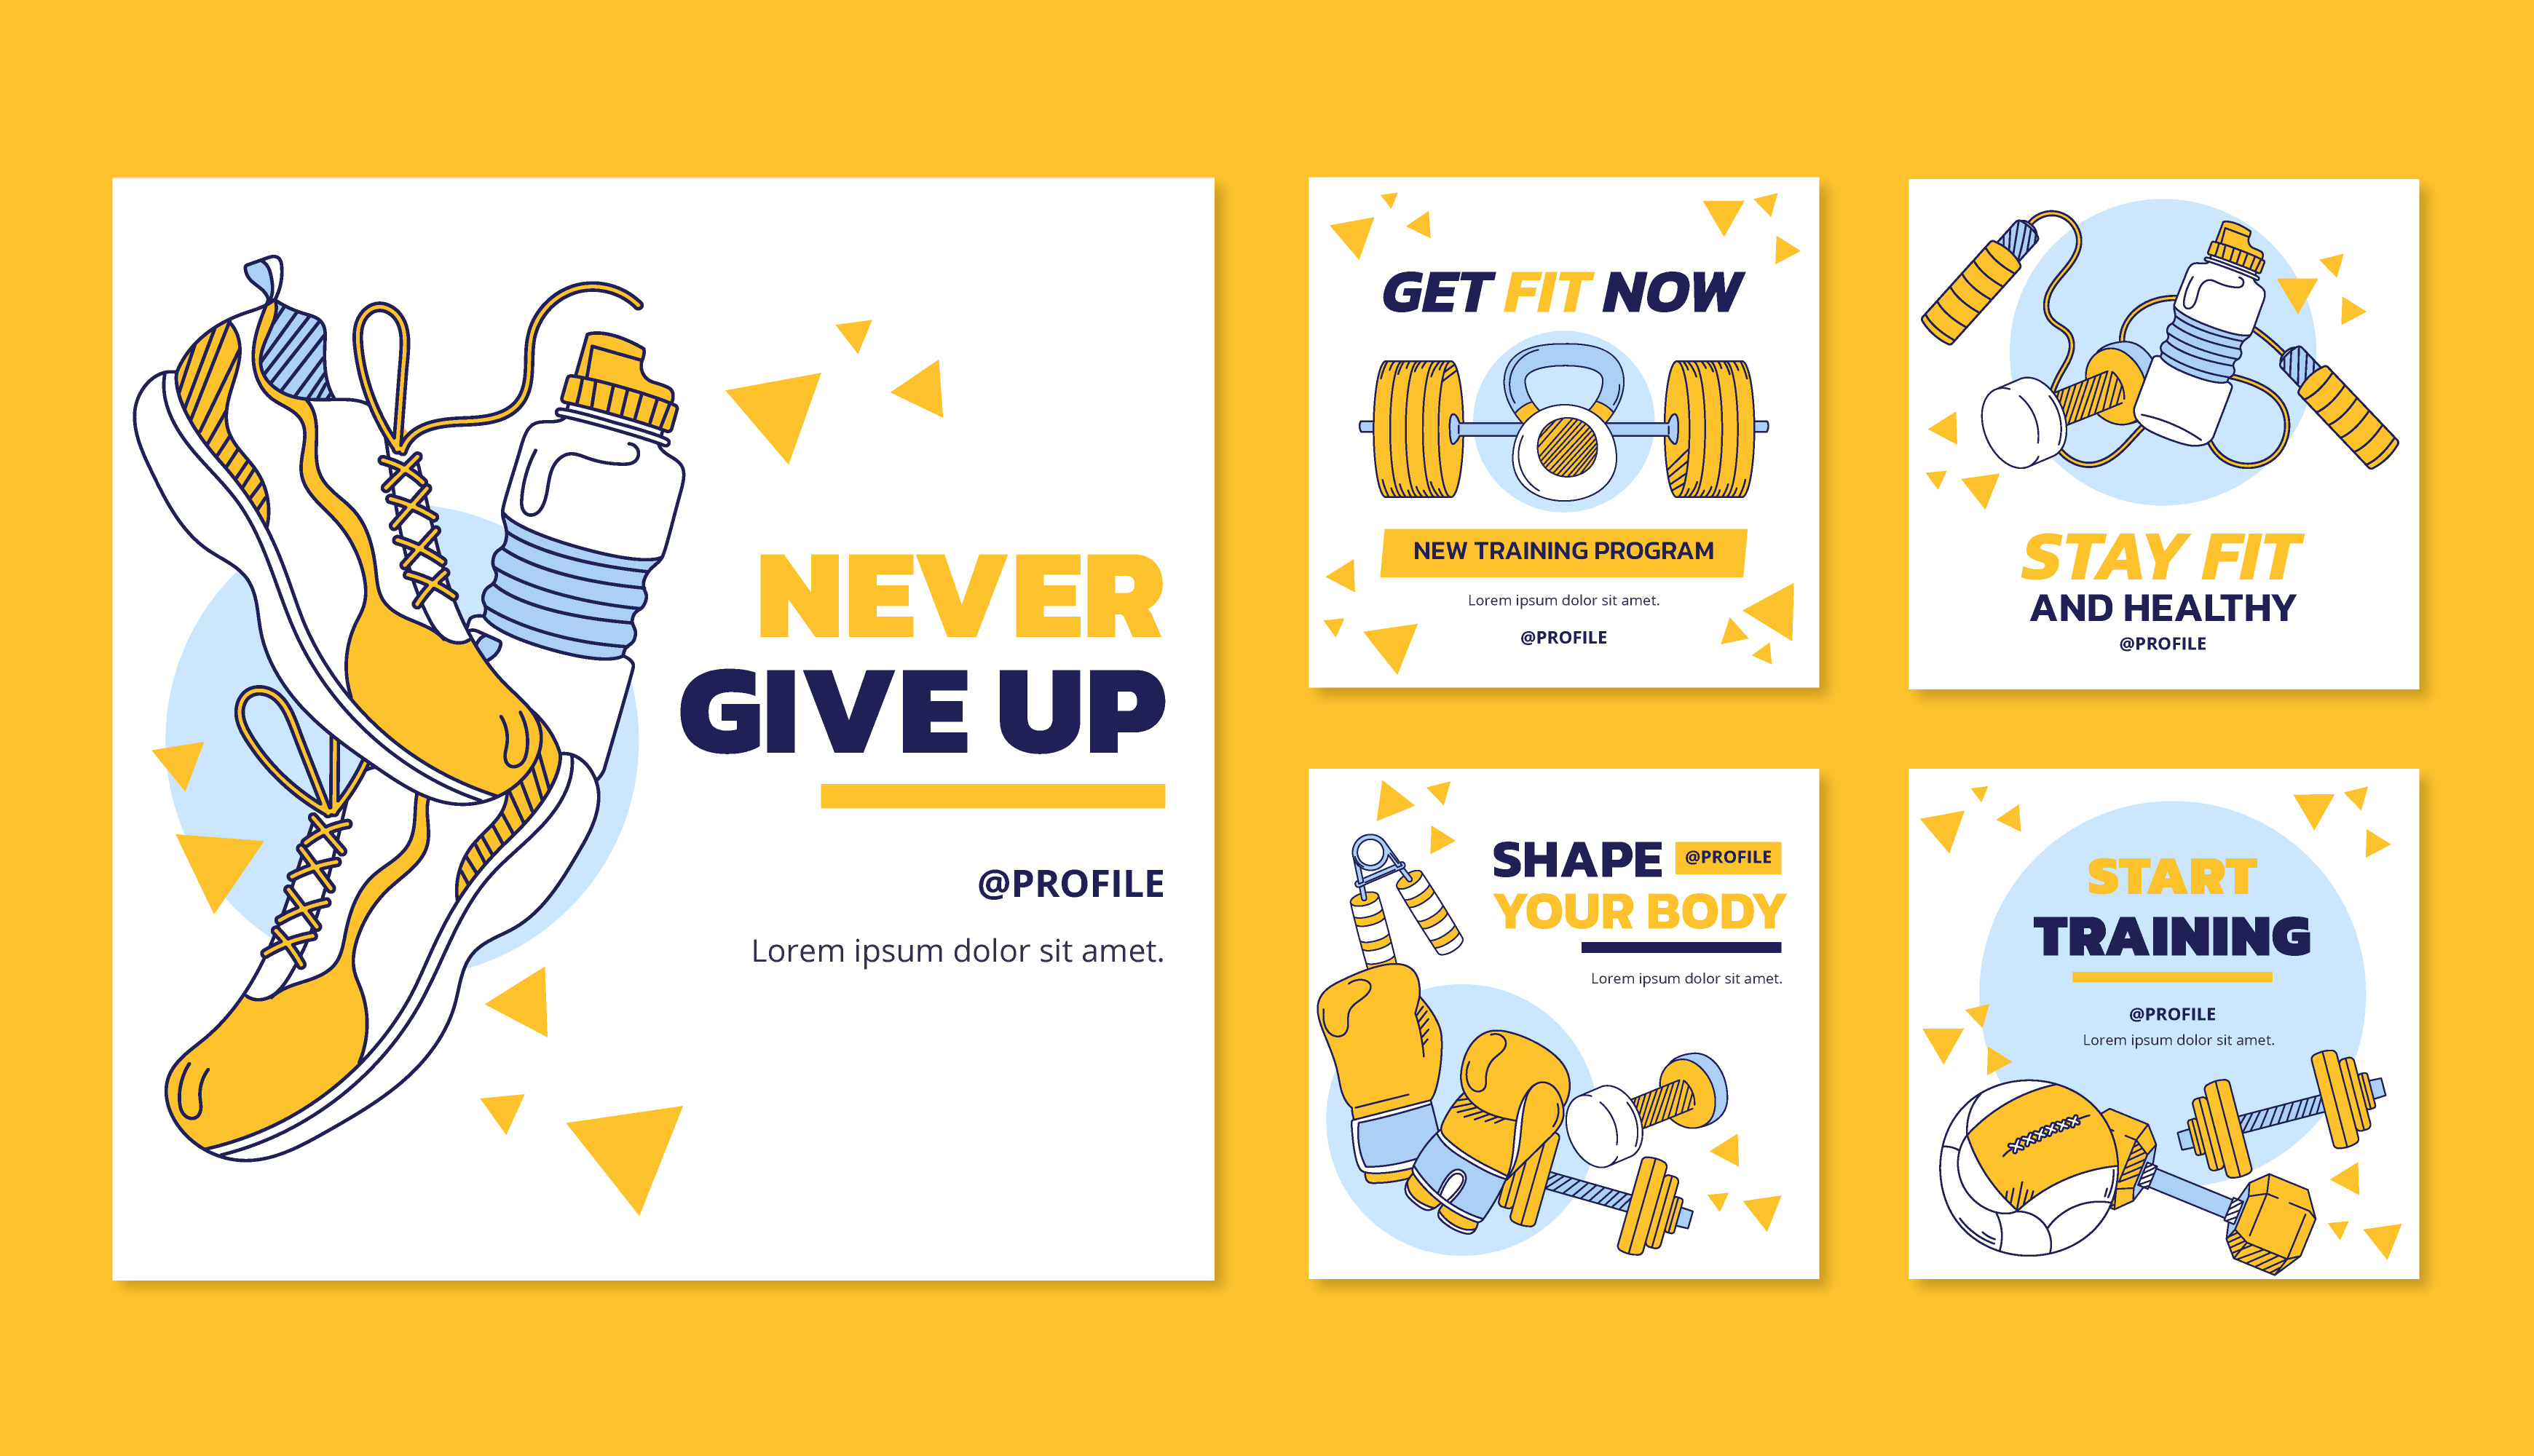 NEVER
GIVE UP
@PROFILE
Lorem ipsum dolor sit amet.
GET FIT NOW
NEW TRAINING PROGRAM
Lorem ipsum dolor sit amet.
@PROFILE
STAY FIT
AND HEALTHY
@PROFILE
SHAPE @PROFILE
YOUR BODY
Lorem ipsum dolor sit amet.
START
TRAINING
@PROFILE
Lorem ipsum dolor sit amet.